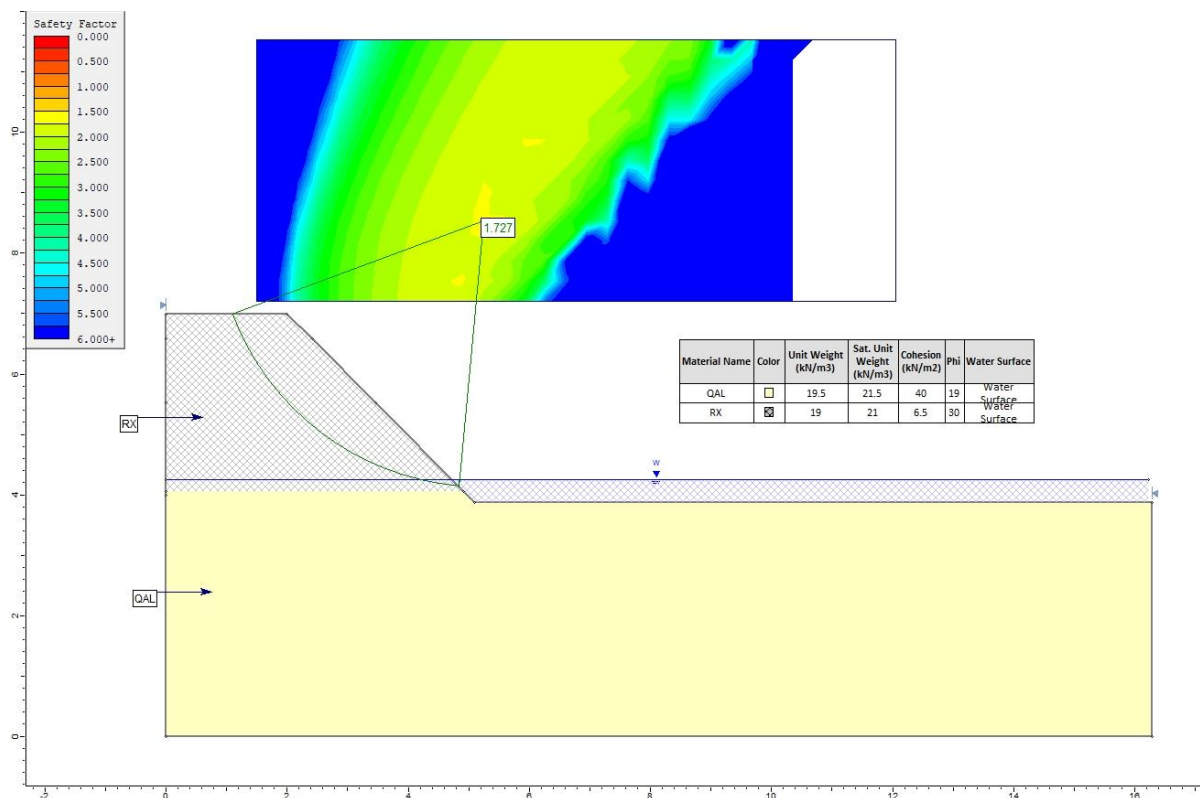 Safety Factor
0.000
0.500
1.000
1.500
2.000
2.500
3.000
3.500
4.000
4.500
5.000
5.500
6.000+
1.727
Material Name Color Unit Weight (kN/m3) Sat. Unit Weight (kN/m3) Cohesion (kN/m2) Phi Water Surface
QAL 19.5 21.5 40 19 Water Surface
RX 19 21 6.5 30 Water Surface
RX
W
QAL
10
8
6
4
2
0
-2 0 2 4 6 8 10 12 14 16